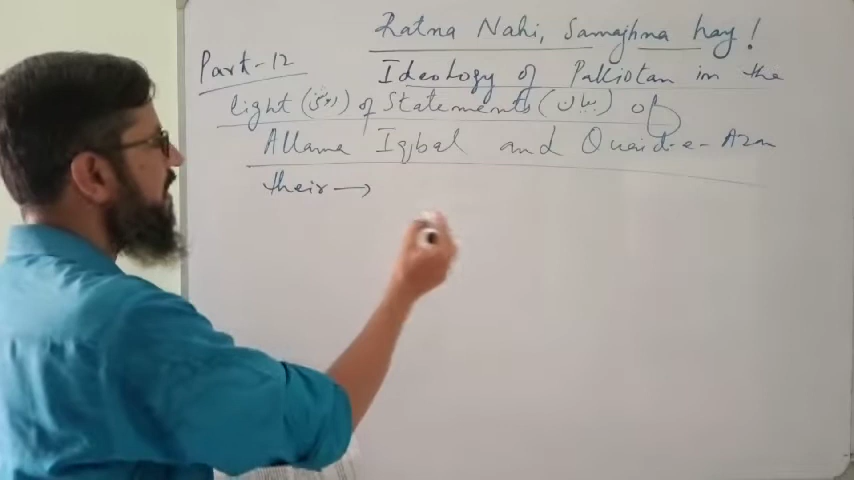 Ratna Nahi, Samajhna hay!
Part-12
Ideology of Pakistan in the
light (روشنی) of Statements (بیان) of
Allama Iqbal and Quaid-e-Azam
their →